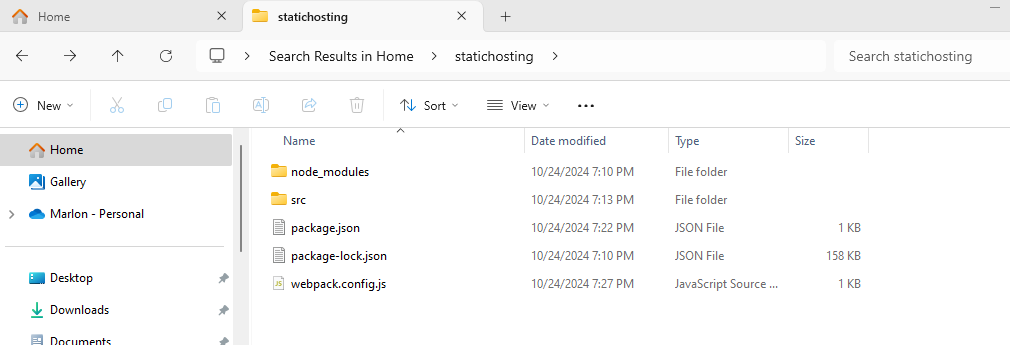 Home
statichosting
Search Results in Home
statichosting
Search statichosting
New
Sort
View
Name
Date modified
Type
Size
Home
Gallery
Marlon - Personal
Desktop
Downloads
Documents
node_modules 10/24/2024 7:10 PM File folder
src 10/24/2024 7:13 PM File folder
package.json 10/24/2024 7:22 PM JSON File 1 KB
package-lock.json 10/24/2024 7:10 PM JSON File 158 KB
webpack.config.js 10/24/2024 7:27 PM JavaScript Source ... 1 KB